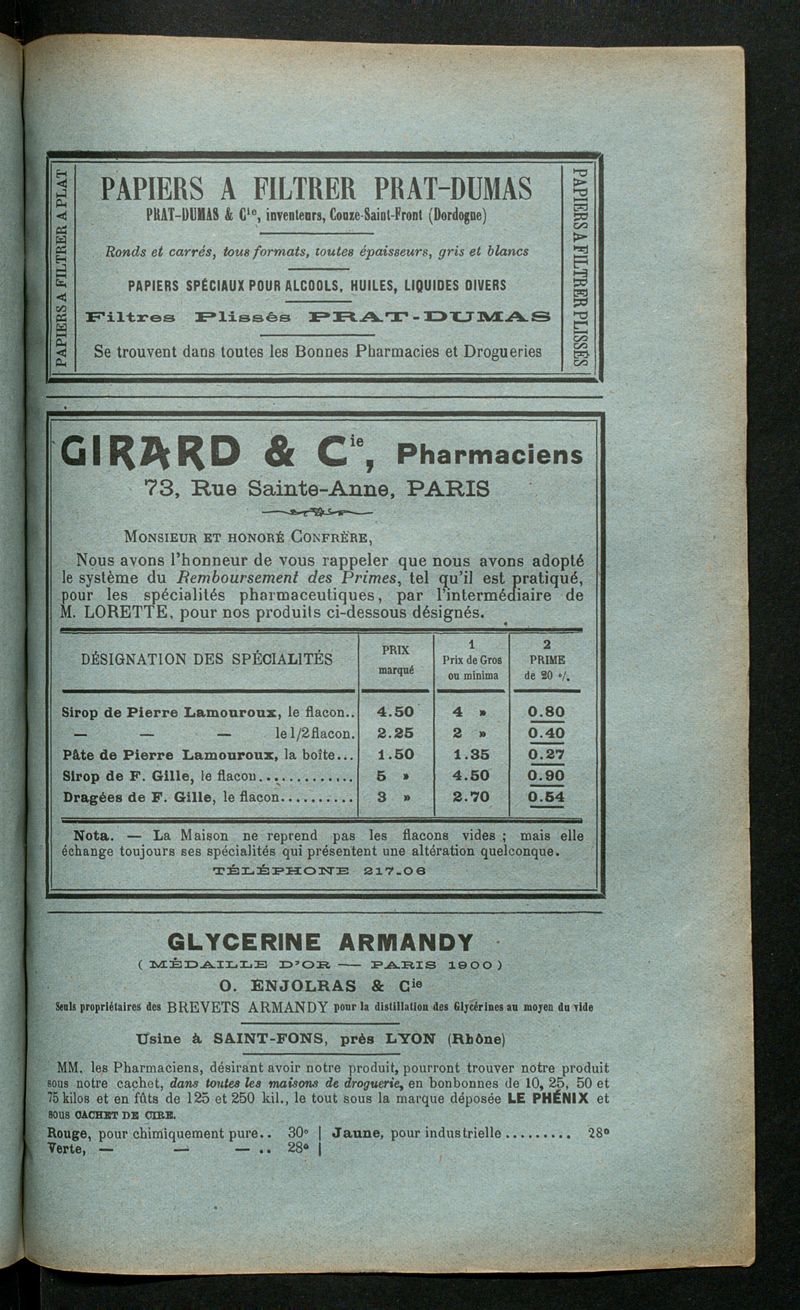 PAPIERS A FILTRER A PLAT
PAPIERS A FILTRER PRAT-DUMAS
PRAT-DUMAS & Cie, inventeurs, Couze-Saint-Front (Dordogne)
Ronds et carrés, tous formats, toutes épaisseurs, gris et blancs
PAPIERS SPÉCIAUX POUR ALCOOLS, HUILES, LIQUIDES DIVERS
Filtres Plissés PRAT-DUMAS
Se trouvent dans toutes les Bonnes Pharmacies et Drogueries
PAPIERS A FILTRER PLISSES
GIRARD & Cie, Pharmaciens
73, Rue Sainte-Anne, PARIS
MONSIEUR ET HONORÉ CONFRÈRE,
Nous avons l'honneur de vous rappeler que nous avons adopté
le système du Remboursement des Primes, tel qu'il est pratiqué,
pour les spécialités pharmaceutiques, par l'intermédiaire de
M. LORETTE, pour nos produits ci-dessous désignés.
DÉSIGNATION DES SPÉCIALITÉS | PRIX marqué | 1 Prix de Gros ou minima | 2 PRIME de 20 º/.
Sirop de Pierre Lamouroux, le flacon.. 4.50 4 » 0.80
— — — le 1/2 flacon. 2.25 2 » 0.40
Pâte de Pierre Lamouroux, la boîte... 1.50 1.35 0.27
Sirop de F. Gille, le flacon............. 5 » 4.50 0.90
Dragées de F. Gille, le flacon.......... 3 » 2.70 0.54
Nota. — La Maison ne reprend pas les flacons vides ; mais elle
échange toujours ses spécialités qui présentent une altération quelconque.
TÉLÉPHONE 217.06
GLYCERINE ARMANDY
( MÉDAILLE D'OR — PARIS 1900 )
O. ENJOLRAS & Cie
Seuls propriétaires des BREVETS ARMANDY pour la distillation des Glycérines au moyen du vide
Usine à SAINT-FONS, près LYON (Rhône)
MM. les Pharmaciens, désirant avoir notre produit, pourront trouver notre produit
sous notre cachet, dans toutes les maisons de droguerie, en bonbonnes de 10, 25, 50 et
75 kilos et en fûts de 125 et 250 kil., le tout sous la marque déposée LE PHÉNIX et
sous CACHET DE CIRE.
Rouge, pour chimiquement pure.. 30° | Jaune, pour industrielle ......... 28°
Verte, — — — .. 28° |